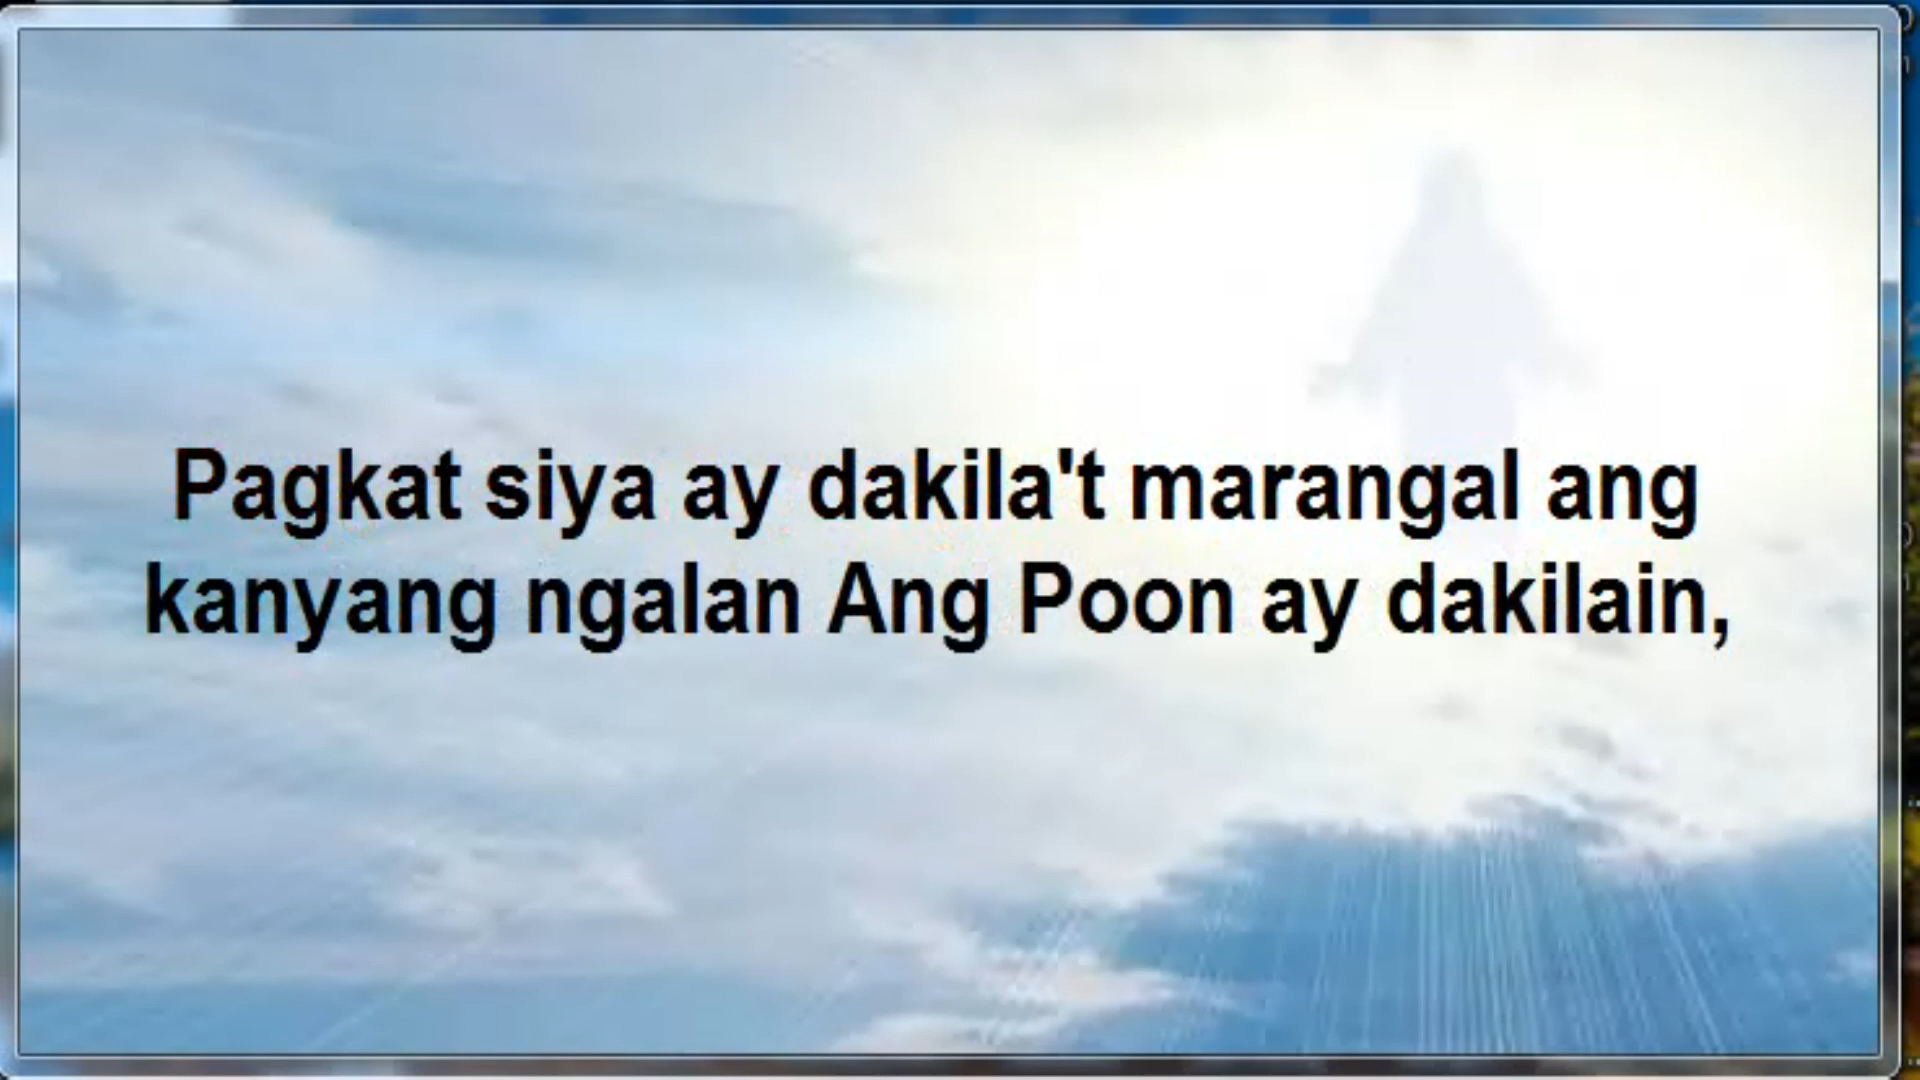 Pagkat siya ay dakila't marangal ang
kanyang ngalan Ang Poon ay dakilain,